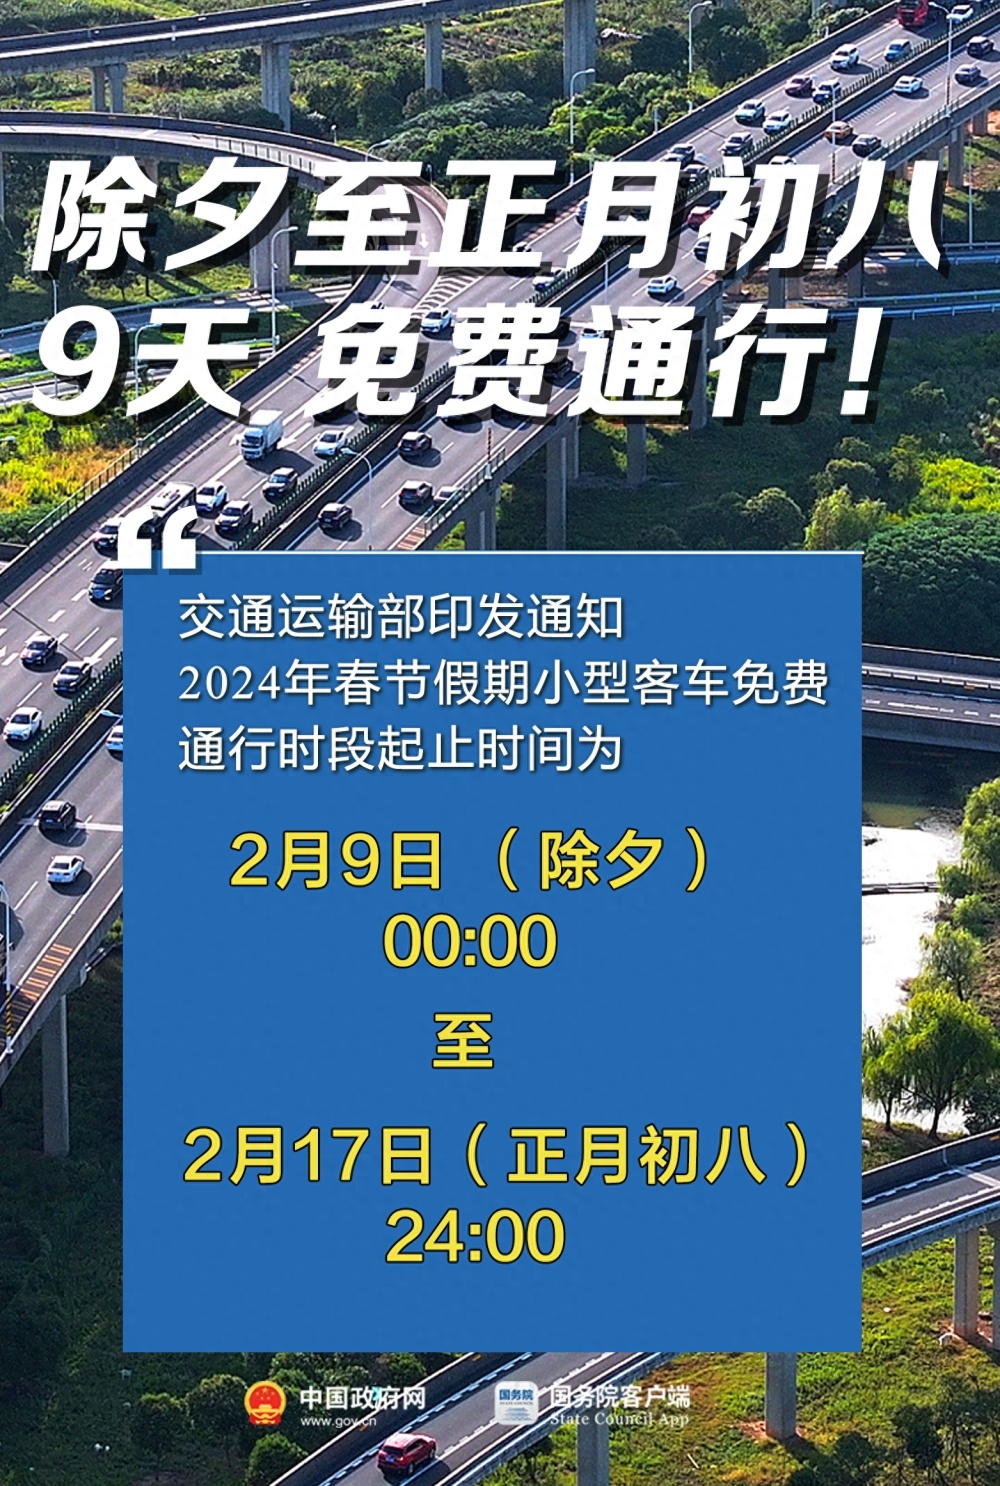 除夕至正月初八
9天 免费通行!
“
交通运输部印发通知
2024年春节假期小型客车免费
通行时段起止时间为
2月9日（除夕）
00:00
至
2月17日（正月初八）
24:00
中国政府网
www.gov.cn
国务院
国务院客户端
State Council App